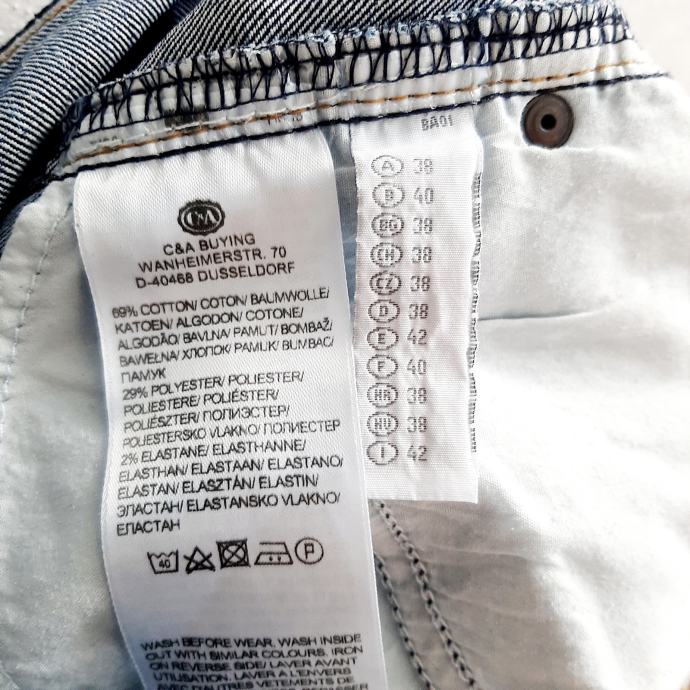 C&A
C&A BUYING
WANHEIMERSTR. 70
D-40468 DUSSELDORF
69% COTTON/ COTON/ BAUMWOLLE/
KATOEN/ ALGODON/ COTONE/
ALGODÃO/ BAVLNA/ PAMUT/ BOMBAŽ/
BAWEŁNA/ ХЛОПОК/ PAMUK/ BUMBAC/
ПАМУК
29% POLYESTER/ POLIESTER/
POLIESTERE/ POLIÉSTER/
POLIÉSZTER/ ПОЛИЭСТЕР/
POLIESTERSKO VLAKNO/ ПОЛИЕСТЕР
2% ELASTANE/ ELASTHANNE/
ELASTHAN/ ELASTAAN/ ELASTANO/
ELASTAN/ ELASZTÁN/ ELASTIN/
ЭЛАСТАН/ ELASTANSKO VLAKNO/
ЕЛАСТАН
40 P
WASH BEFORE WEAR. WASH INSIDE
OUT WITH SIMILAR COLOURS. IRON
ON REVERSE SIDE/ LAVER AVANT
UTILISATION. LAVER À L'ENVERS
AVEC D'AUTRES VETEMENTS DE
BA01
A 38
B 40
BG 38
CH 38
CZ 38
D 38
E 42
F 40
HR 38
HU 38
I 42